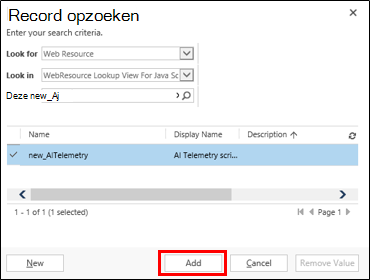 Record opzoeken
Enter your search criteria.
Look for Web Resource
Look in WebResource Lookup View For Java Sc
Deze new_Aj
Name Display Name Description
new_AITelemetry AI Telemetry scri...
1 - 1 of 1 (1 selected) Page 1
New Add Cancel Remove Value